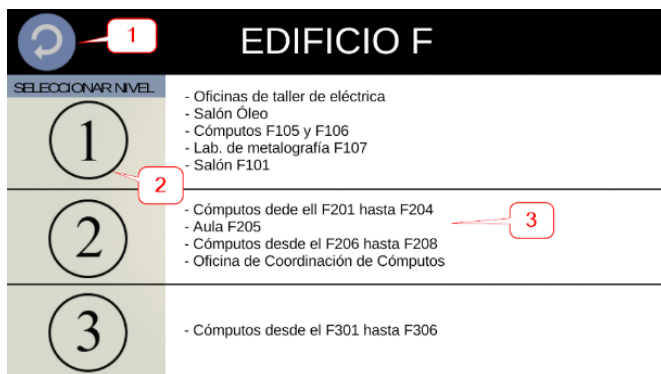 1
EDIFICIO F
SELECCIONAR NIVEL
1
- Oficinas de taller de eléctrica
- Salón Óleo
- Cómputos F105 y F106
- Lab. de metalografía F107
- Salón F101
2
2
- Cómputos dede ell F201 hasta F204
- Aula F205
- Cómputos desde el F206 hasta F208
- Oficina de Coordinación de Cómputos
3
3
- Cómputos desde el F301 hasta F306